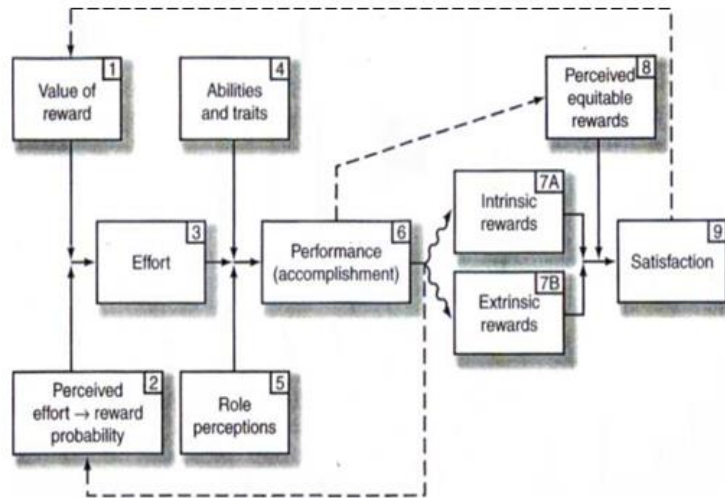 1
Value of
reward
4
Abilities
and traits
8
Perceived
equitable
rewards
3
Effort
6
Performance
(accomplishment)
7A
Intrinsic
rewards
7B
Extrinsic
rewards
9
Satisfaction
2
Perceived
effort → reward
probability
5
Role
perceptions